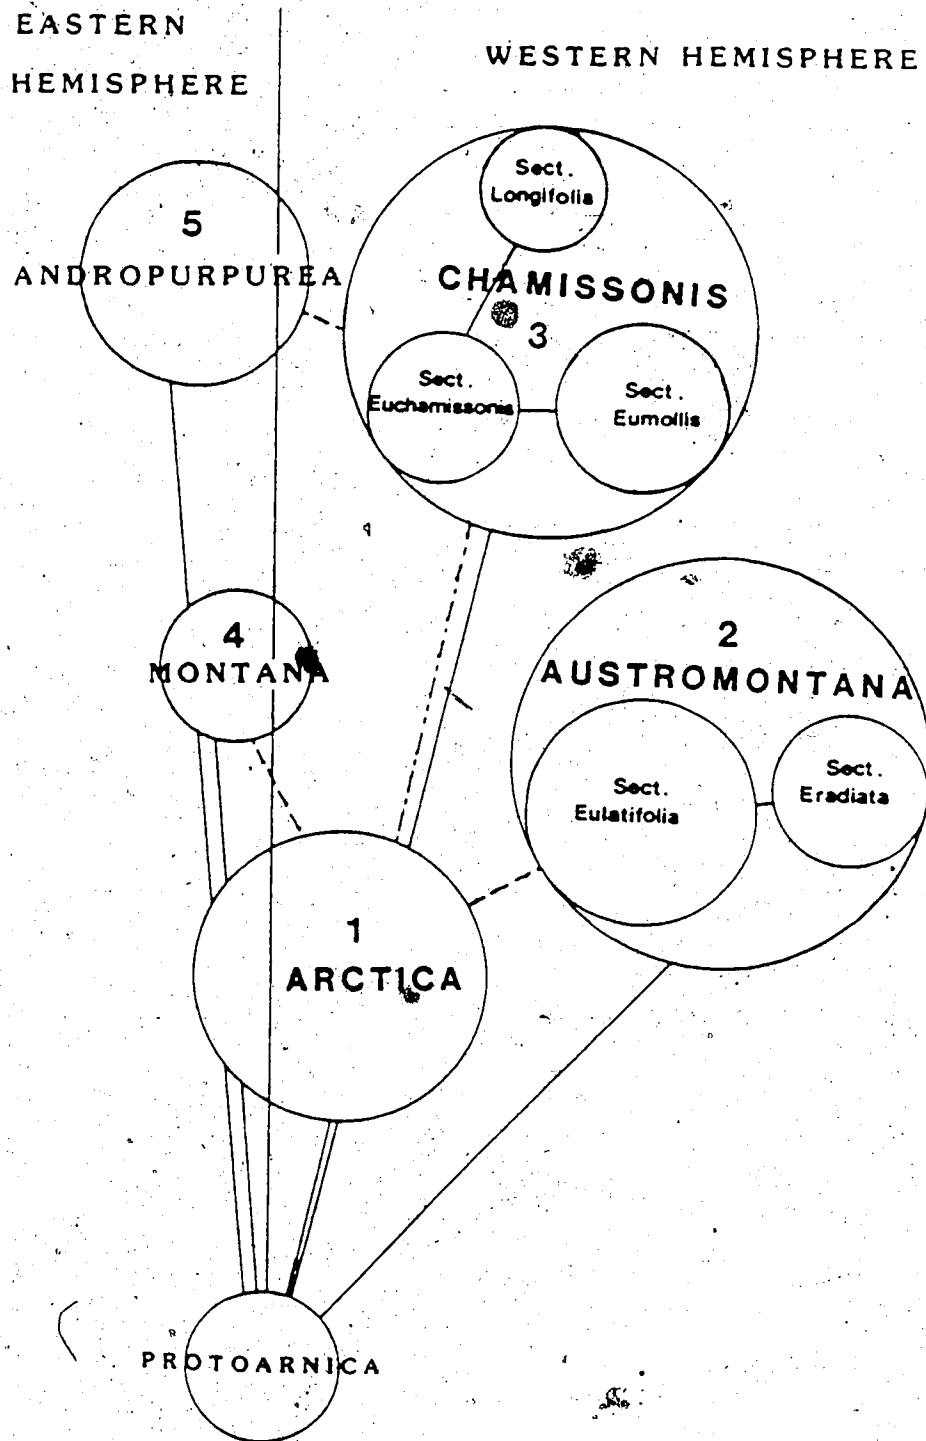 EASTERN
HEMISPHERE
WESTERN HEMISPHERE
Sect.
Longifolia
5
ANDROPURPUREA
CHAMISSONIS
3
Sect.
Euchamissonis
Sect.
Eumollis
4
MONTANA
2
AUSTROMONTANA
Sect.
Eulatifolia
Sect.
Eradiata
1
ARCTICA
PROTOARNICA